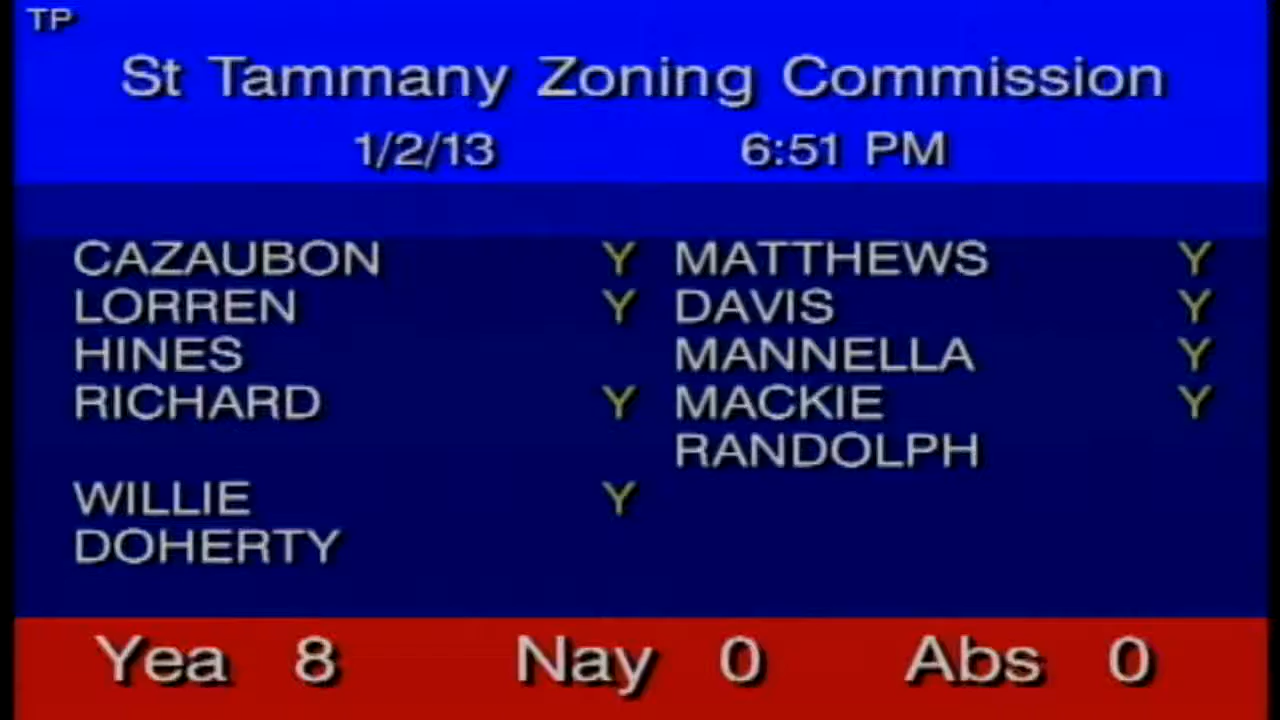 TP
St Tammany Zoning Commission
1/2/13 6:51 PM
CAZAUBON Y MATTHEWS Y
LORREN Y DAVIS Y
HINES MANNELLA Y
RICHARD Y MACKIE Y
RANDOLPH
WILLIE Y
DOHERTY
Yea 8 Nay 0 Abs 0